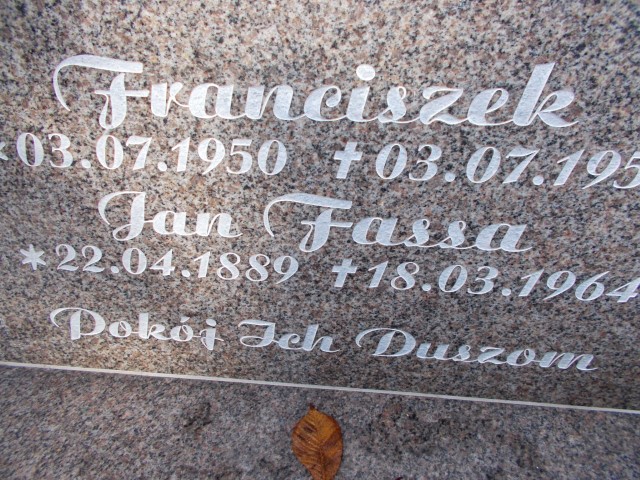 Franciszek
* 03.07.1950 † 03.07.195
Jan Fassa
* 22.04.1889 † 18.03.1964
Pokój Ich Duszom